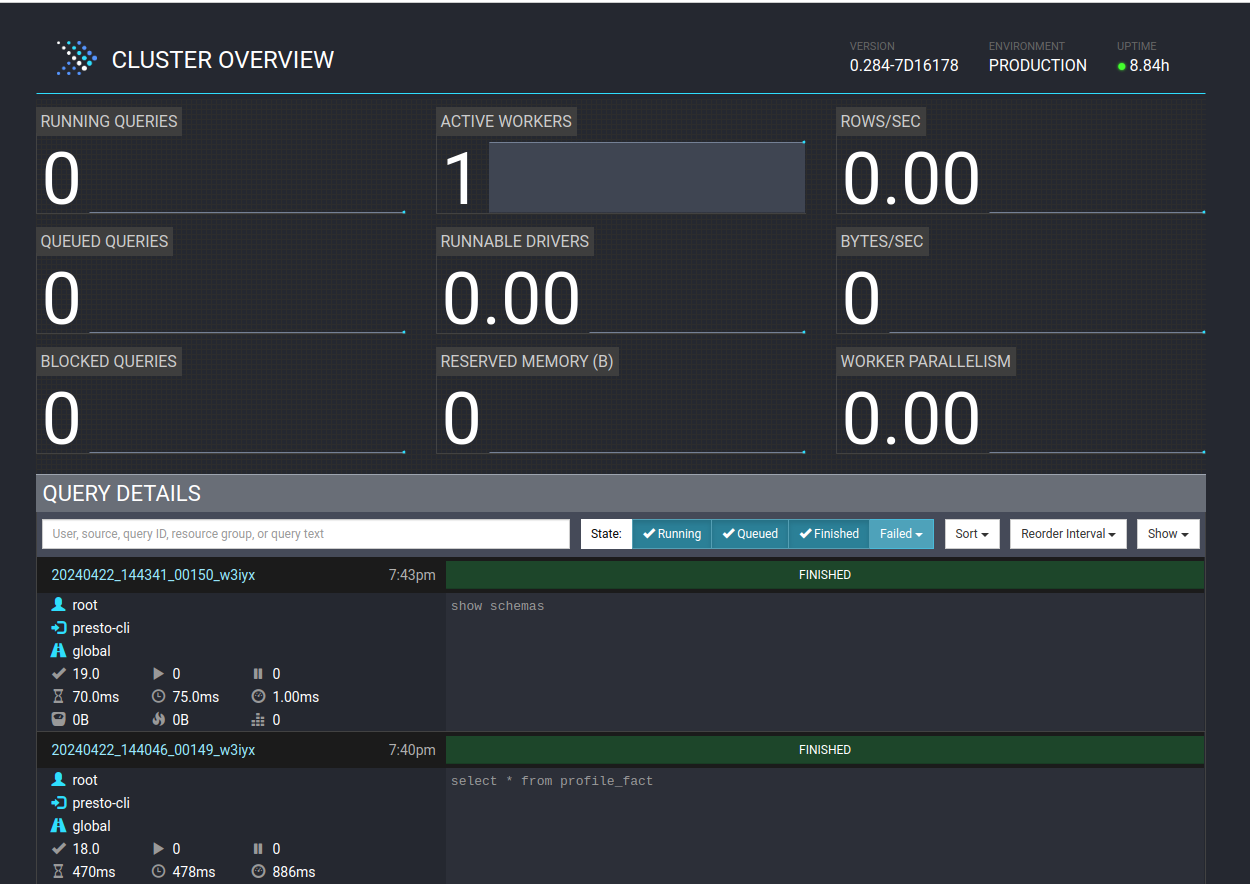 CLUSTER OVERVIEW
VERSION ENVIRONMENT UPTIME
0.284-7D16178 PRODUCTION 8.84h
RUNNING QUERIES ACTIVE WORKERS ROWS/SEC
0 1 0.00
QUEUED QUERIES RUNNABLE DRIVERS BYTES/SEC
0 0.00 0
BLOCKED QUERIES RESERVED MEMORY (B) WORKER PARALLELISM
0 0 0.00
QUERY DETAILS
User, source, query ID, resource group, or query text State: Running Queued Finished Failed Sort Reorder Interval Show
20240422_144341_00150_w3iyx 7:43pm FINISHED
root show schemas
presto-cli
global
19.0 0 0
70.0ms 75.0ms 1.00ms
0B 0B 0
20240422_144046_00149_w3iyx 7:40pm FINISHED
root select * from profile_fact
presto-cli
global
18.0 0 0
470ms 478ms 886ms